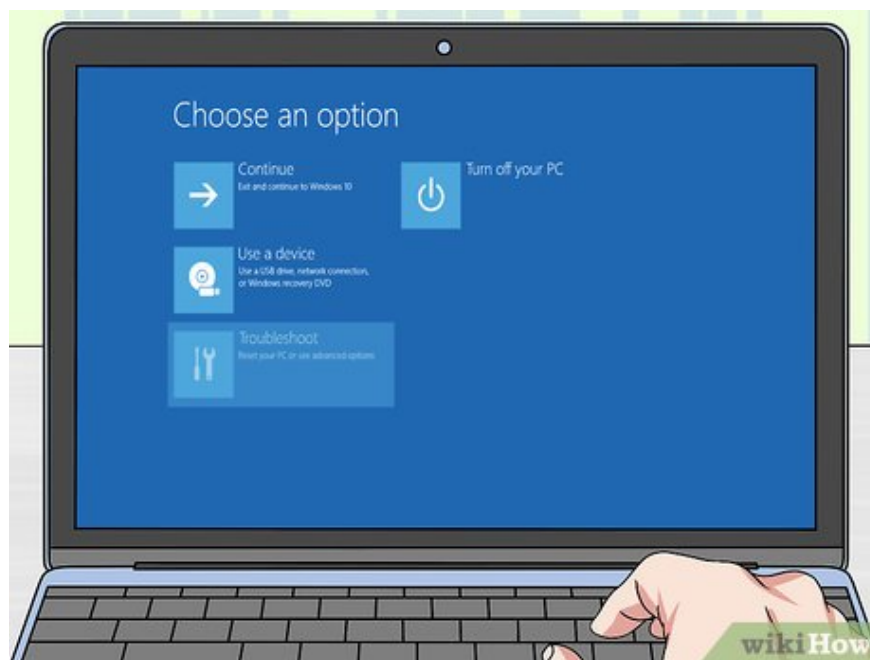 Choose an option
Continue
Exit and continue to Windows 10
Turn off your PC
Use a device
Use a USB drive, network connection,
or Windows recovery DVD
Troubleshoot
Reset your PC or see advanced options
wikiHow